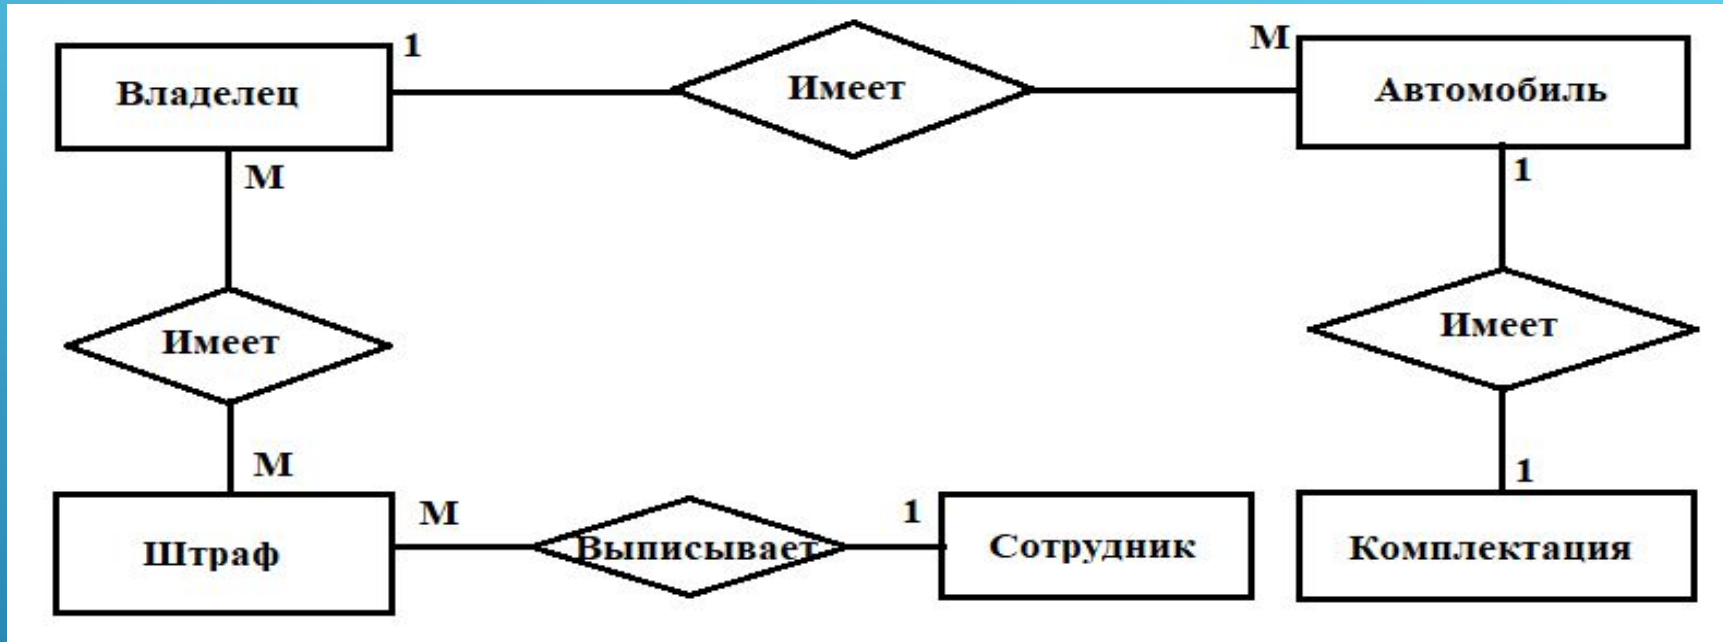 1
М
Владелец
Имеет
Автомобиль
М
1
Имеет
Имеет
М
1
М
1
Штраф
Выписывает
Сотрудник
Комплектация